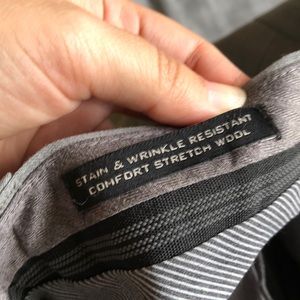 STAIN & WRINKLE RESISTANT
COMFORT STRETCH WOOL